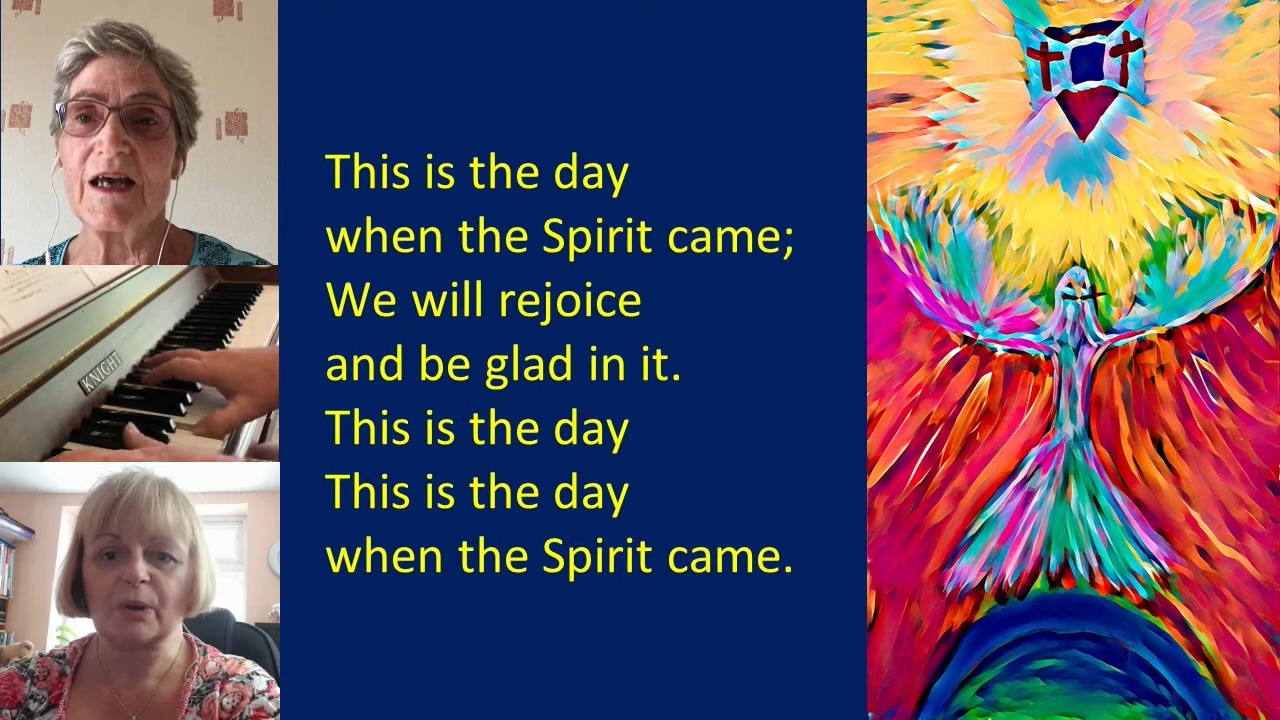 This is the day
when the Spirit came;
We will rejoice
and be glad in it.
This is the day
This is the day
when the Spirit came.
KNIGHT